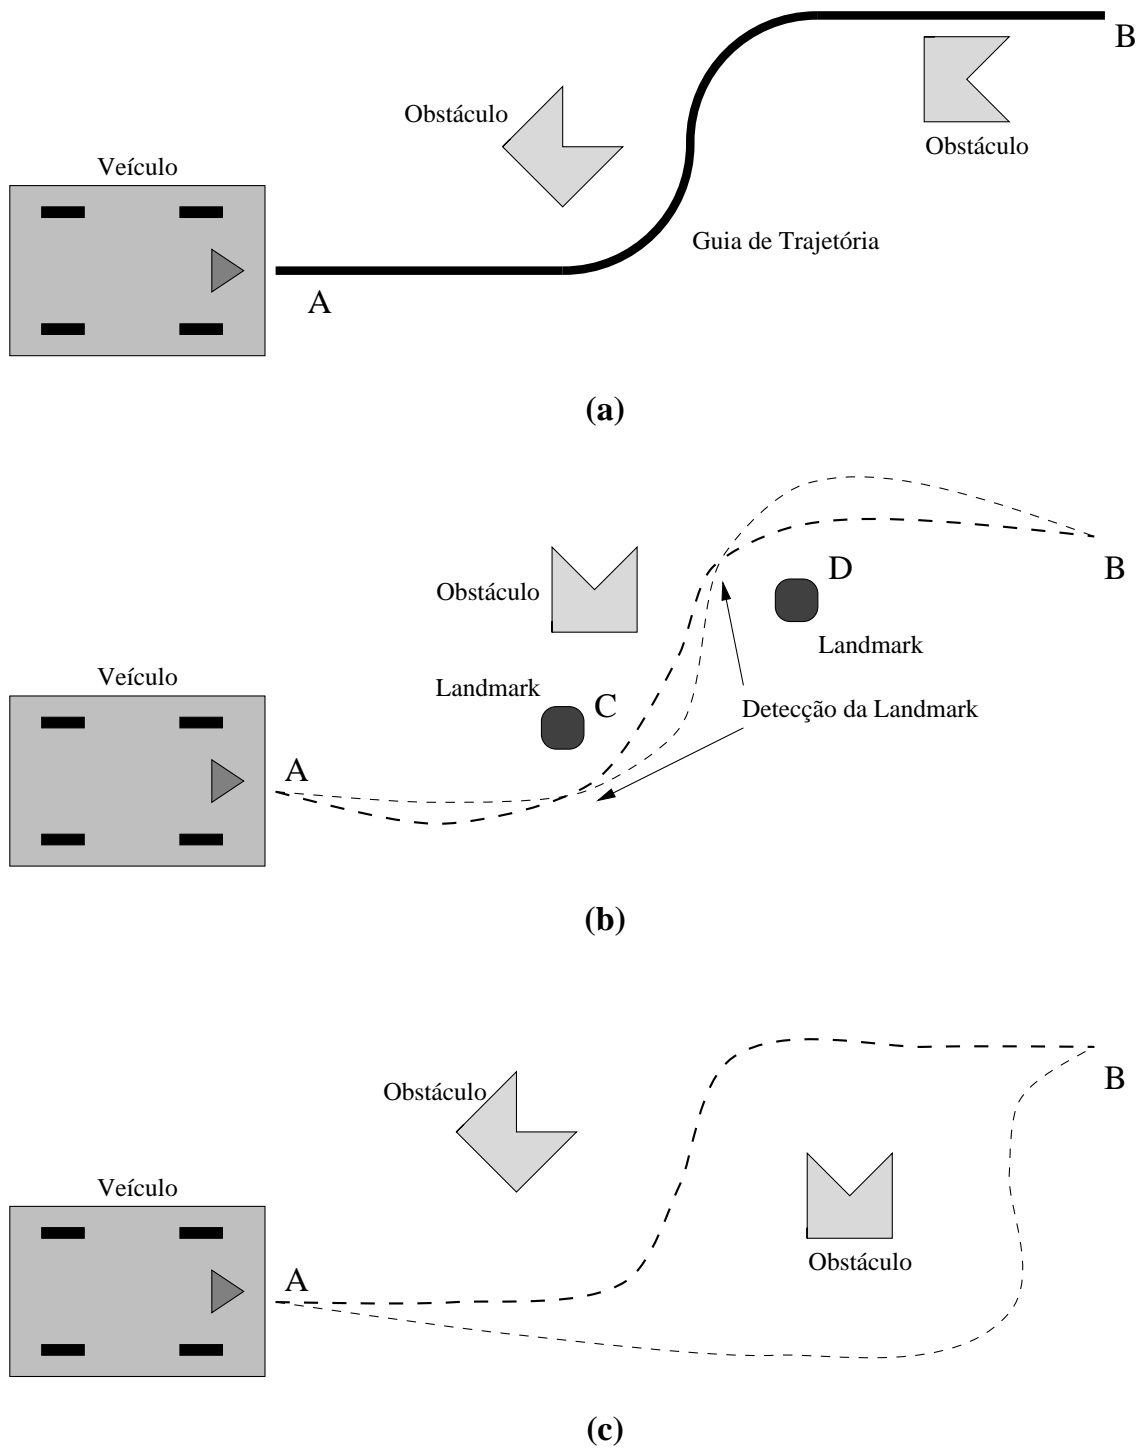 B
Obstáculo
Obstáculo
Veículo
Guia de Trajetória
A
(a)
D
B
Obstáculo
Landmark
Veículo
Landmark
C
Detecção da Landmark
A
(b)
B
Obstáculo
Veículo
Obstáculo
A
(c)